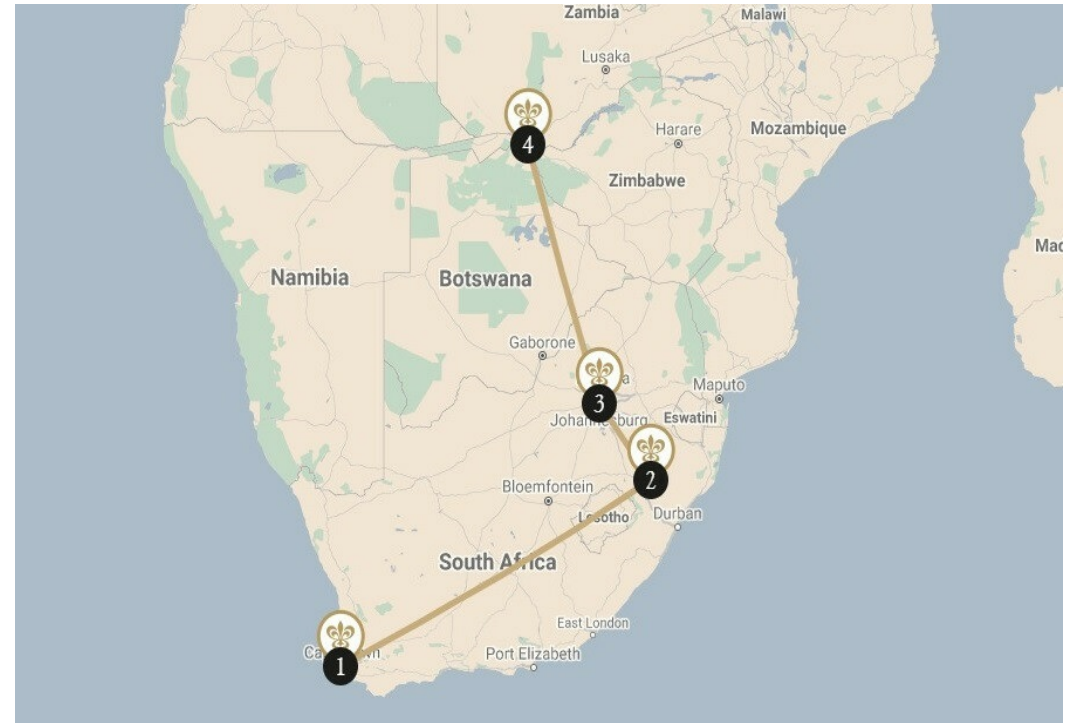 Zambia
Malawi
Lusaka
4
Harare
Mozambique
Zimbabwe
Namibia
Botswana
Gaborone
Maputo
3
Eswatini
2
Bloemfontein
Lesotho
Durban
South Africa
East London
Port Elizabeth
1